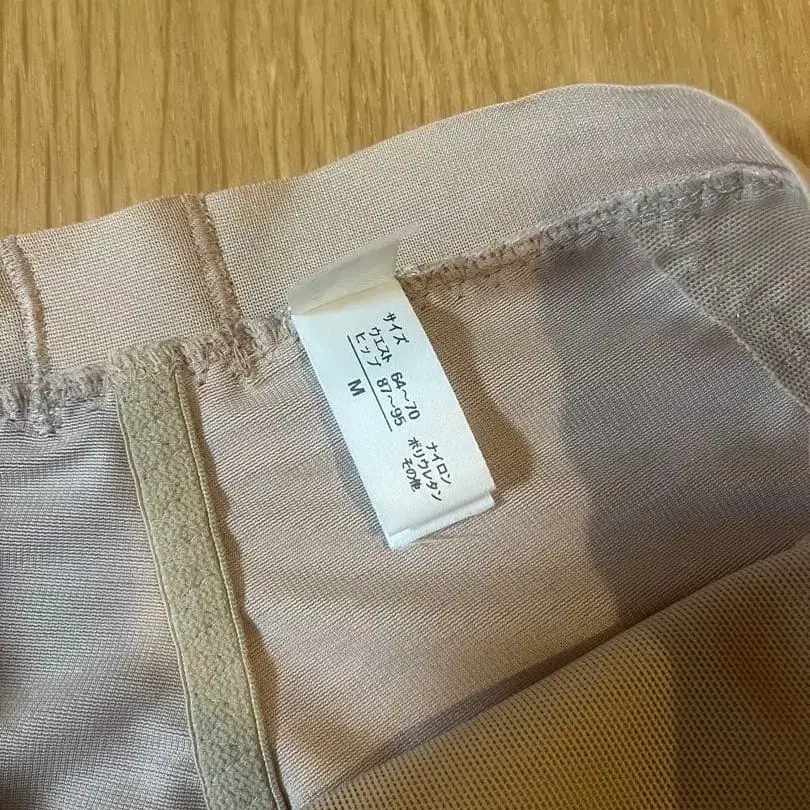 サイズ
ウエスト 64〜70
ヒップ 87〜95
M
ナイロン
ポリウレタン
その他